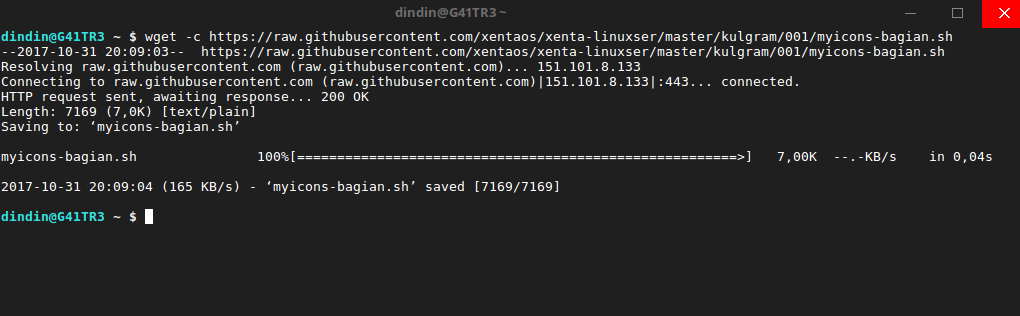 dindin@G41TR3 ~
dindin@G41TR3 ~ $ wget -c https://raw.githubusercontent.com/xentaos/xenta-linuxser/master/kulgram/001/myicons-bagian.sh
--2017-10-31 20:09:03--  https://raw.githubusercontent.com/xentaos/xenta-linuxser/master/kulgram/001/myicons-bagian.sh
Resolving raw.githubusercontent.com (raw.githubusercontent.com)... 151.101.8.133
Connecting to raw.githubusercontent.com (raw.githubusercontent.com)|151.101.8.133|:443... connected.
HTTP request sent, awaiting response... 200 OK
Length: 7169 (7,0K) [text/plain]
Saving to: ‘myicons-bagian.sh’
myicons-bagian.sh               100%[=======================================================>]   7,00K  --.-KB/s    in 0,04s
2017-10-31 20:09:04 (165 KB/s) - ‘myicons-bagian.sh’ saved [7169/7169]
dindin@G41TR3 ~ $